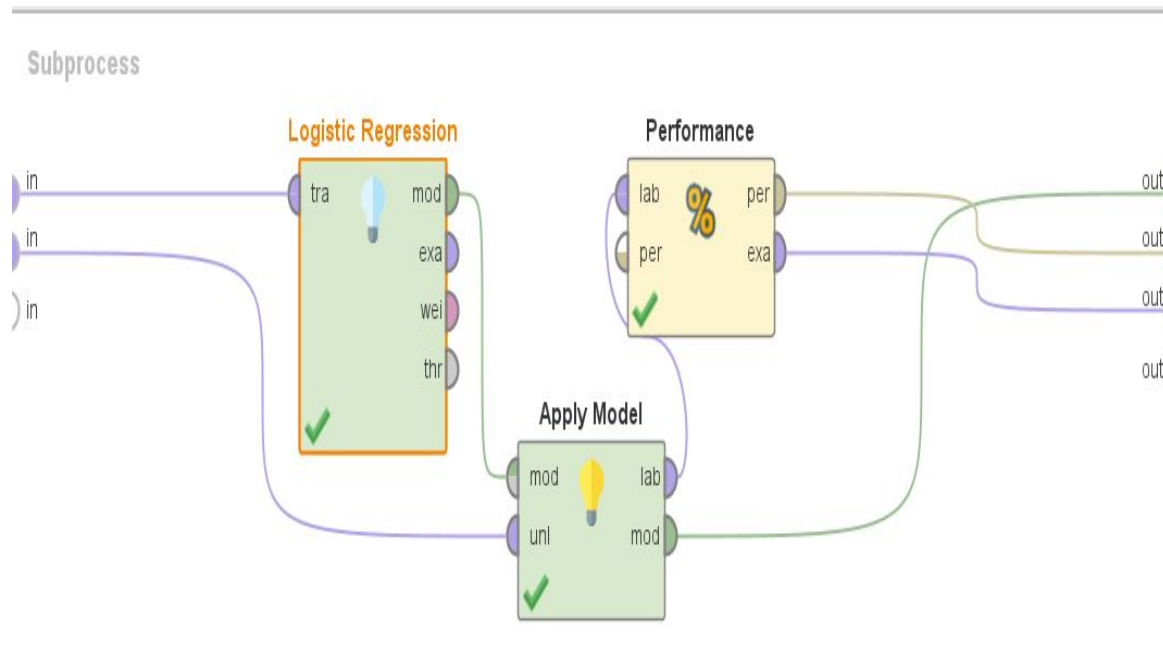 Subprocess
Logistic Regression
Performance
in
tra
mod
lab
%
per
out
in
exa
per
exa
out
in
wei
out
thr
out
Apply Model
mod
lab
unl
mod